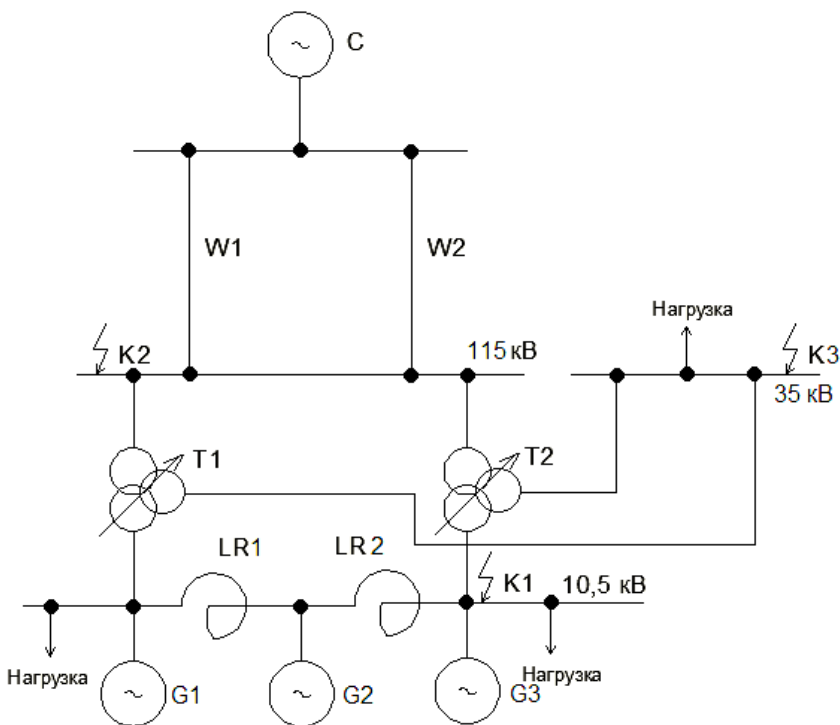 C
W1
W2
Нагрузка
K2
115 кВ
K3
35 кВ
T1
T2
LR1
LR 2
K1
10,5 кВ
Нагрузка
G1
G2
G3
Нагрузка